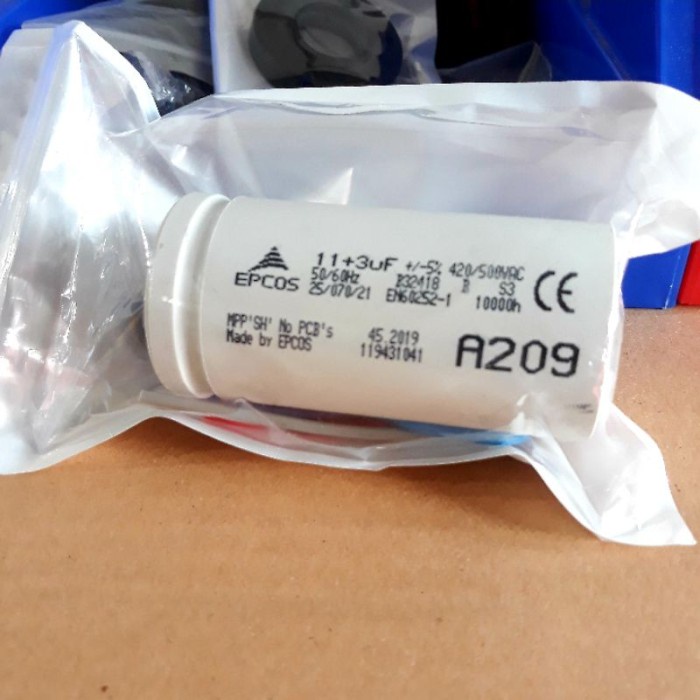 EPCOS
11+3uF +/-5% 420/500VAC
50/60Hz B32418 B S3
25/070/21 EN60252-1 10000h
MPP'SH' No PCB's 45.2019
Made by EPCOS 119431041
A209
CE